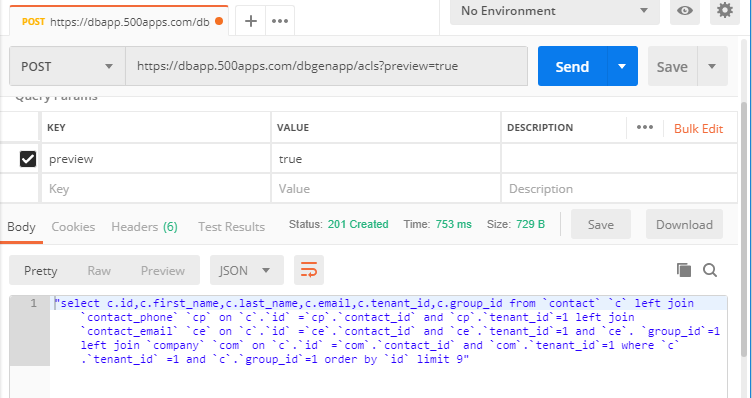 POST https://dbapp.500apps.com/db
No Environment
POST https://dbapp.500apps.com/dbgenapp/acls?preview=true Send Save
Query Params
KEY VALUE DESCRIPTION Bulk Edit
preview true
Key Value Description
Body Cookies Headers (6) Test Results Status: 201 Created Time: 753 ms Size: 729 B Save Download
Pretty Raw Preview JSON
1 "select c.id,c.first_name,c.last_name,c.email,c.tenant_id,c.group_id from `contact` `c` left join
`contact_phone` `cp` on `c`.`id` =`cp`.`contact_id` and `cp`.`tenant_id`=1 left join
`contact_email` `ce` on `c`.`id` =`ce`.`contact_id` and `ce`.`tenant_id`=1 and `ce`. `group_id`=1
left join `company` `com` on `c`.`id` =`com`.`contact_id` and `com`.`tenant_id`=1 where `c`
.`tenant_id` =1 and `c`.`group_id`=1 order by `id` limit 9"